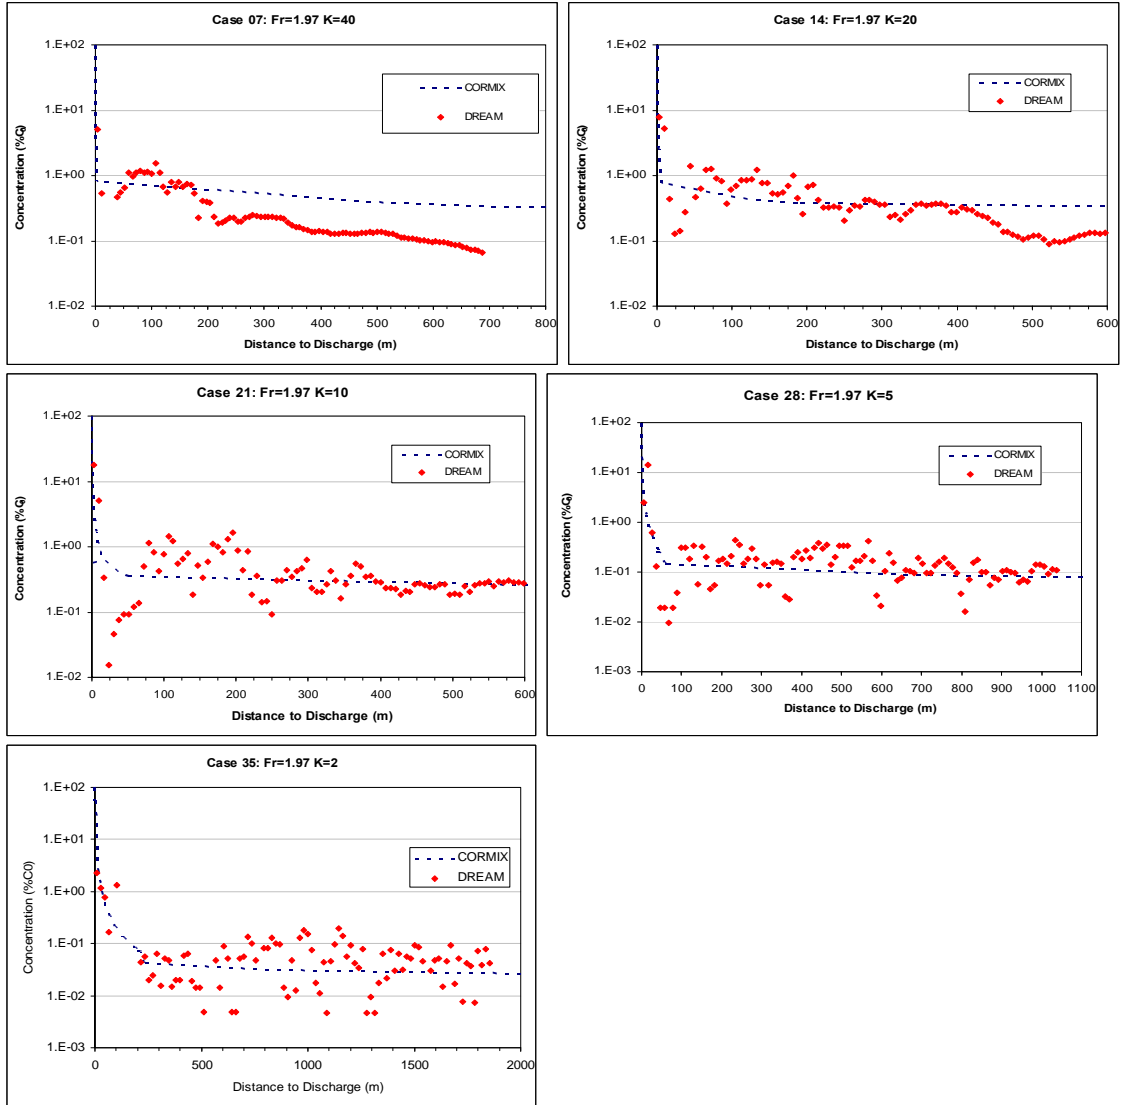 Case 07: Fr=1.97 K=40
1.E+02
1.E+01
1.E+00
1.E-01
1.E-02
Concentration (%C0)
CORMIX
DREAM
0 100 200 300 400 500 600 700 800
Distance to Discharge (m)
Case 14: Fr=1.97 K=20
1.E+02
1.E+01
1.E+00
1.E-01
1.E-02
Concentration (%C0)
CORMIX
DREAM
0 100 200 300 400 500 600
Distance to Discharge (m)
Case 21: Fr=1.97 K=10
1.E+02
1.E+01
1.E+00
1.E-01
1.E-02
Concentration (%C0)
CORMIX
DREAM
0 100 200 300 400 500 600
Distance to Discharge (m)
Case 28: Fr=1.97 K=5
1.E+02
1.E+01
1.E+00
1.E-01
1.E-02
1.E-03
Concentration (%C0)
CORMIX
DREAM
0 100 200 300 400 500 600 700 800 900 1000 1100
Distance to Discharge (m)
Case 35: Fr=1.97 K=2
1.E+02
1.E+01
1.E+00
1.E-01
1.E-02
1.E-03
Concentration (%C0)
CORMIX
DREAM
0 500 1000 1500 2000
Distance to Discharge (m)